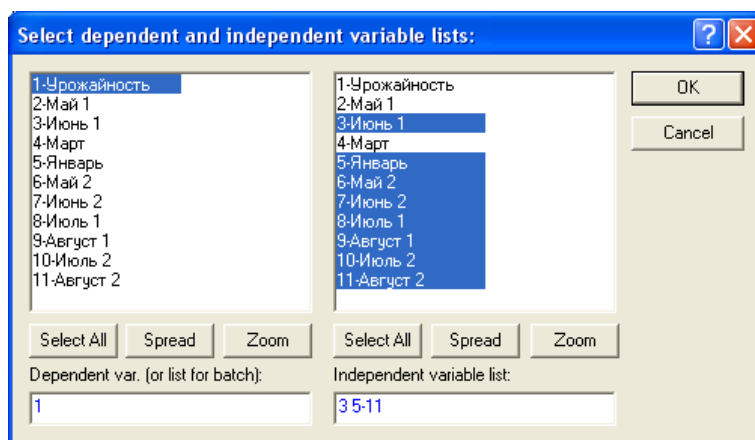 Select dependent and independent variable lists:
1-Урожайность
2-Май 1
3-Июнь 1
4-Март
5-Январь
6-Май 2
7-Июнь 2
8-Июль 1
9-Август 1
10-Июль 2
11-Август 2
1-Урожайность
2-Май 1
3-Июнь 1
4-Март
5-Январь
6-Май 2
7-Июнь 2
8-Июль 1
9-Август 1
10-Июль 2
11-Август 2
OK
Cancel
Select All Spread Zoom
Select All Spread Zoom
Dependent var. (or list for batch):
Independent variable list:
1
3 5-11